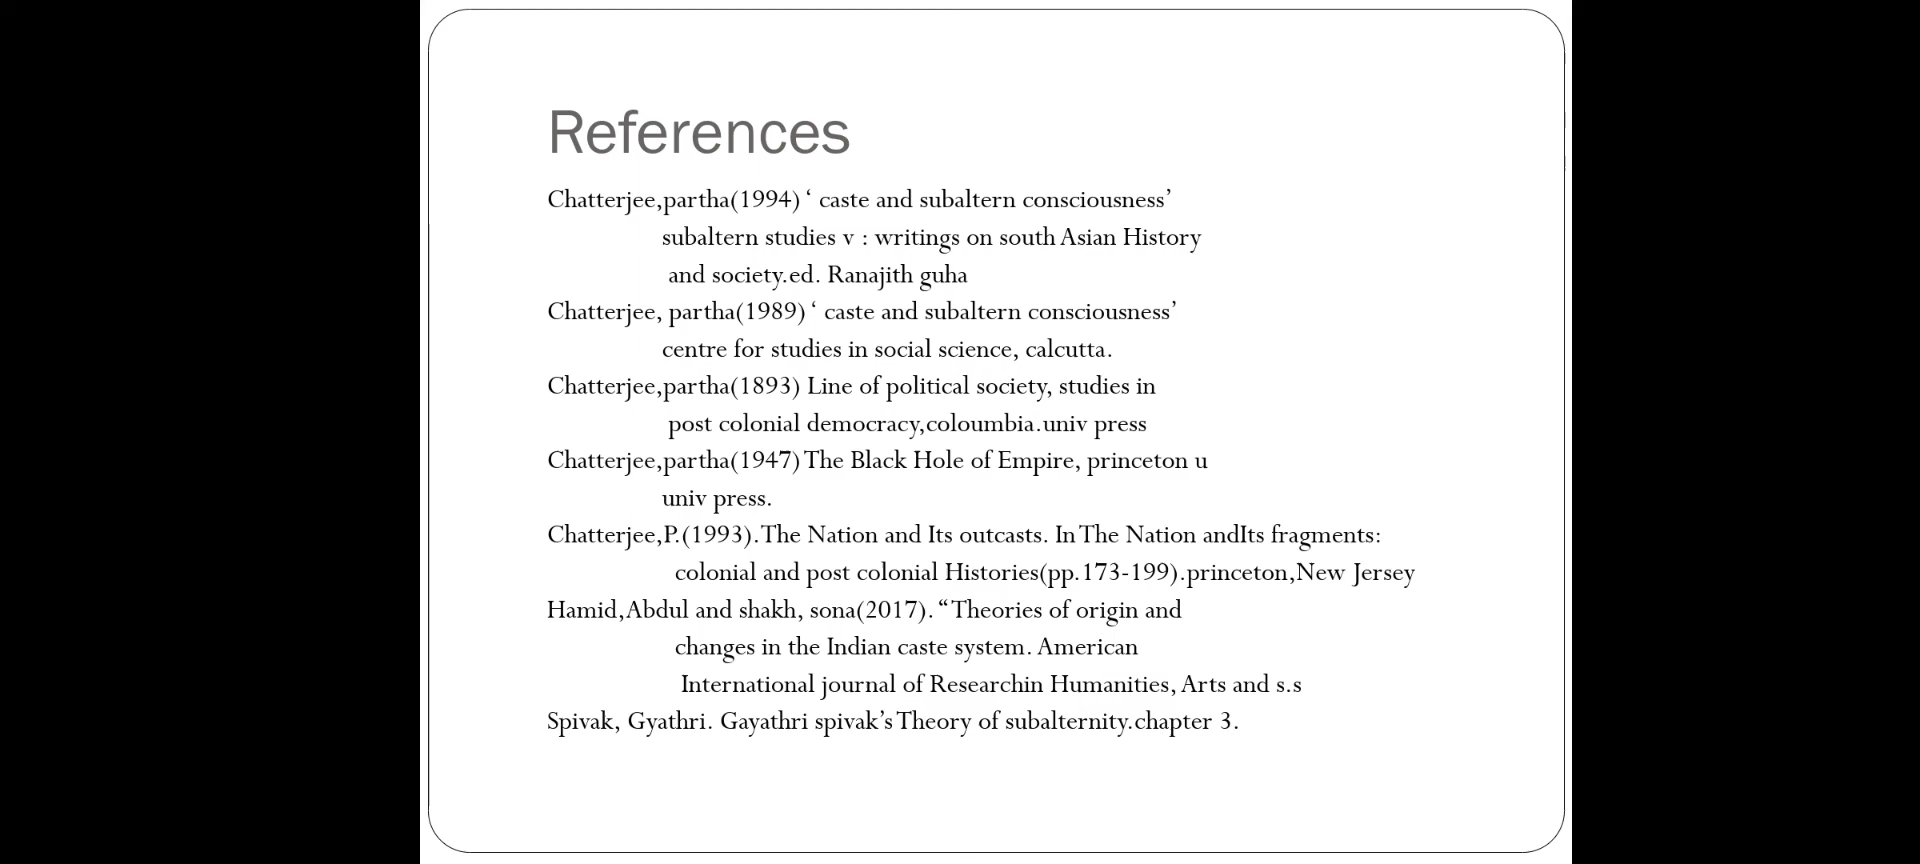 References
Chatterjee,partha(1994) ‘ caste and subaltern consciousness’
subaltern studies v : writings on south Asian History
and society.ed. Ranajith guha
Chatterjee, partha(1989) ‘ caste and subaltern consciousness’
centre for studies in social science, calcutta.
Chatterjee,partha(1893) Line of political society, studies in
post colonial democracy,coloumbia.univ press
Chatterjee,partha(1947) The Black Hole of Empire, princeton u
univ press.
Chatterjee,P.(1993).The Nation and Its outcasts. In The Nation andIts fragments:
colonial and post colonial Histories(pp.173-199).princeton,New Jersey
Hamid,Abdul and shakh, sona(2017). “Theories of origin and
changes in the Indian caste system. American
International journal of Researchin Humanities, Arts and s.s
Spivak, Gyathri. Gayathri spivak’s Theory of subalternity.chapter 3.